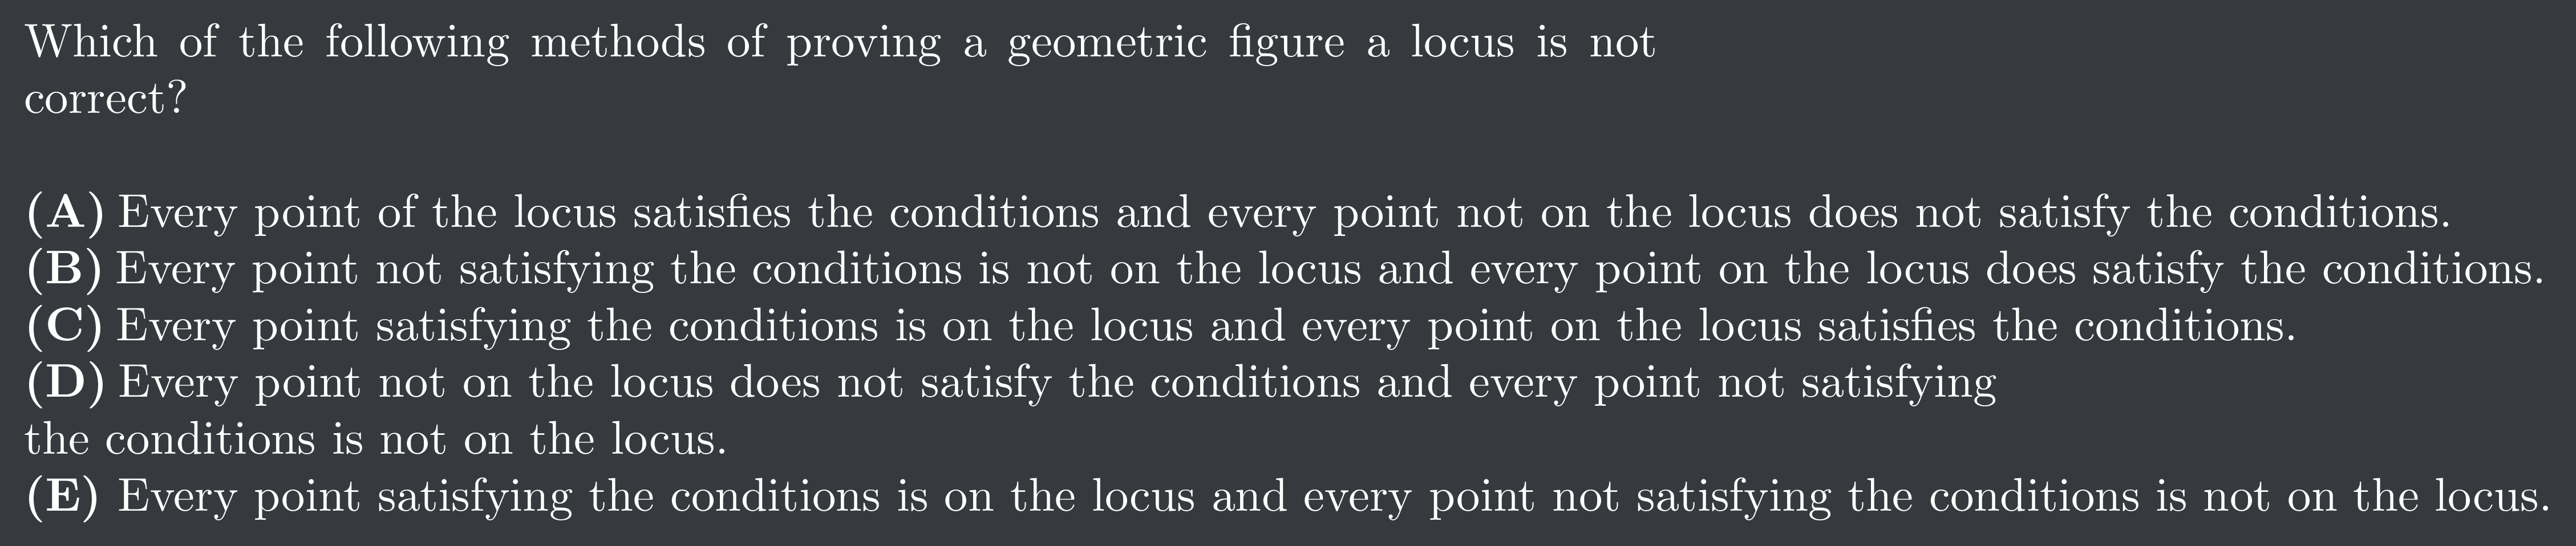 Which of the following methods of proving a geometric figure a locus is not
correct?
(A) Every point of the locus satisfies the conditions and every point not on the locus does not satisfy the conditions.
(B) Every point not satisfying the conditions is not on the locus and every point on the locus does satisfy the conditions.
(C) Every point satisfying the conditions is on the locus and every point on the locus satisfies the conditions.
(D) Every point not on the locus does not satisfy the conditions and every point not satisfying
the conditions is not on the locus.
(E) Every point satisfying the conditions is on the locus and every point not satisfying the conditions is not on the locus.